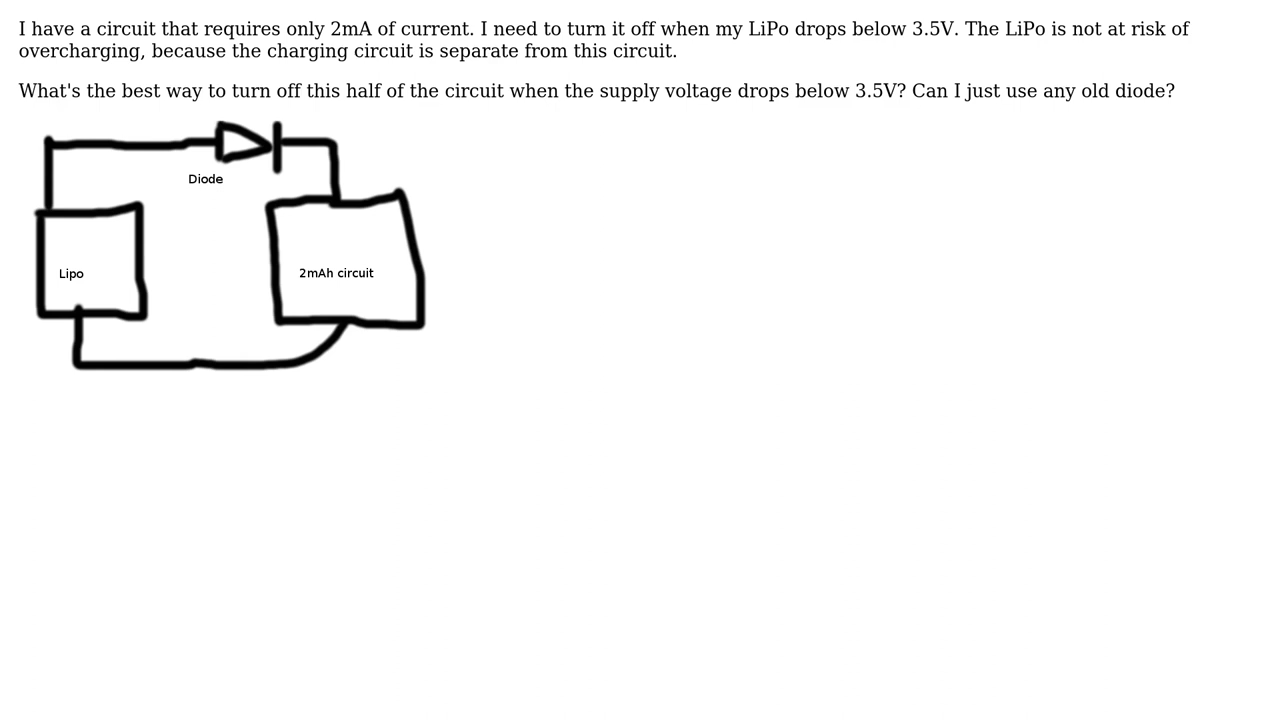 I have a circuit that requires only 2mA of current. I need to turn it off when my LiPo drops below 3.5V. The LiPo is not at risk of
overcharging, because the charging circuit is separate from this circuit.
What's the best way to turn off this half of the circuit when the supply voltage drops below 3.5V? Can I just use any old diode?
Diode
Lipo
2mAh circuit